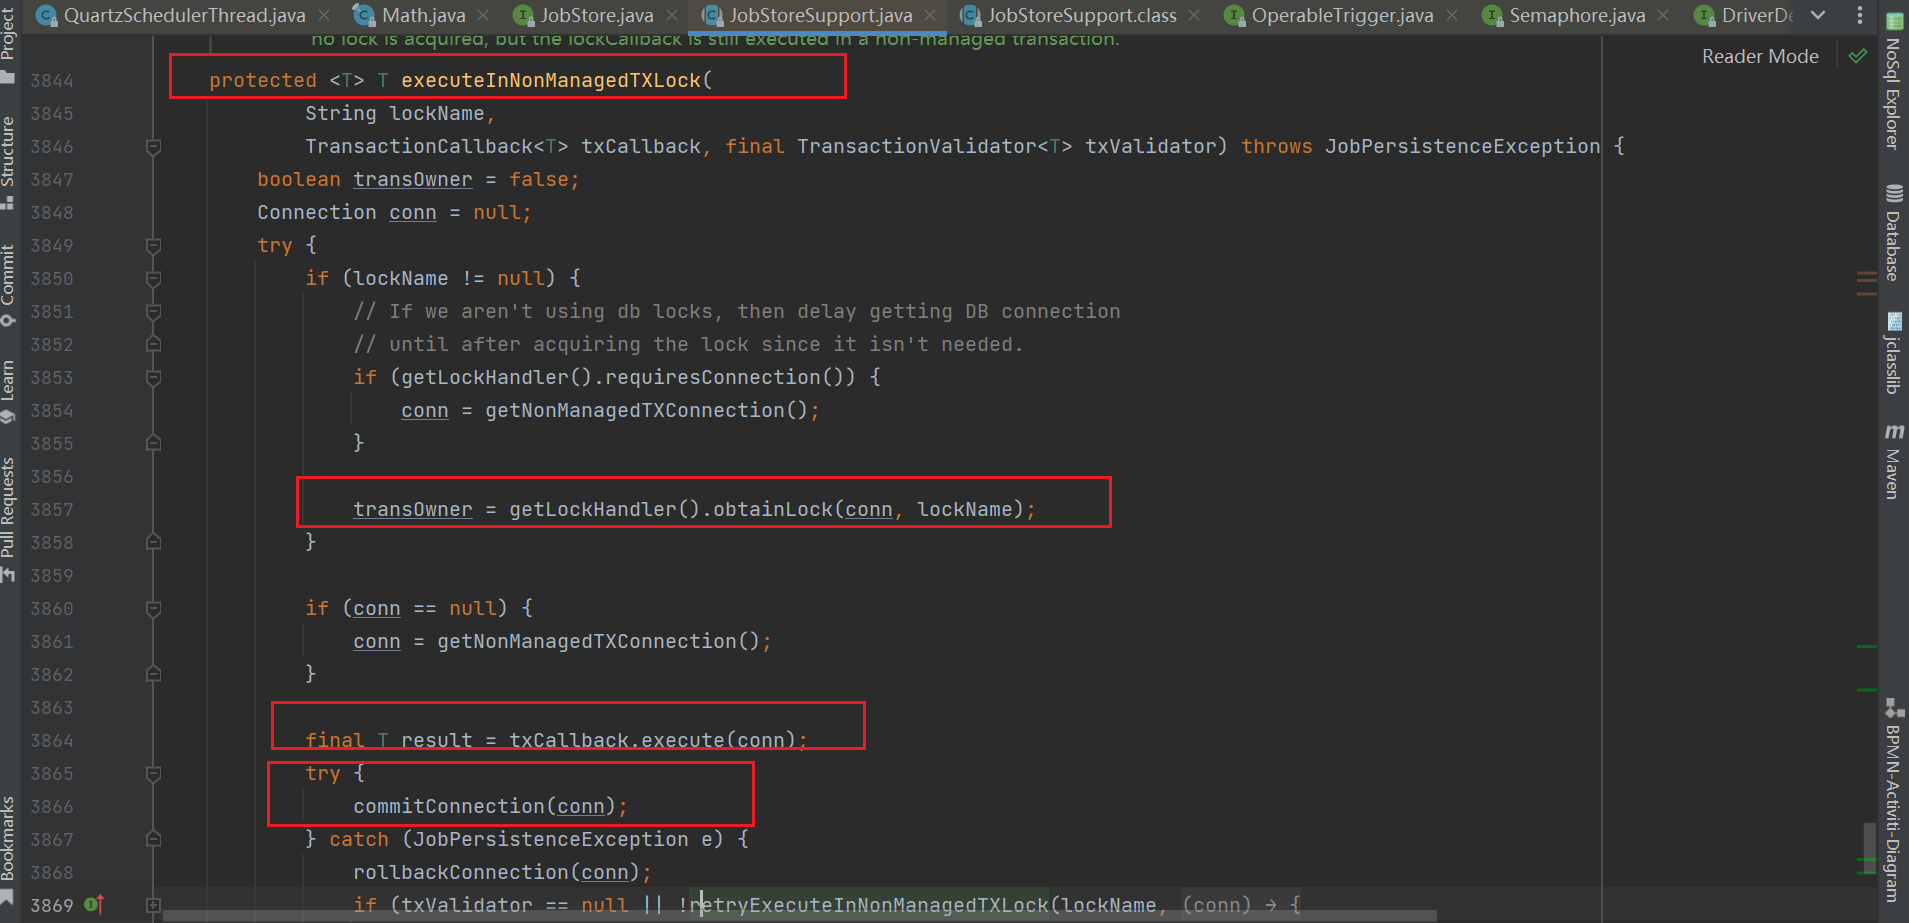 QuartzSchedulerThread.java
Math.java
JobStore.java
JobStoreSupport.java
JobStoreSupport.class
OperableTrigger.java
Semaphore.java
no lock is acquired, but the lockCallback is still executed in a non-managed transaction.
Reader Mode
3844 protected <T> T executeInNonManagedTXLock(
3845 String lockName,
3846 TransactionCallback<T> txCallback, final TransactionValidator<T> txValidator) throws JobPersistenceException {
3847 boolean transOwner = false;
3848 Connection conn = null;
3849 try {
3850 if (lockName != null) {
3851 // If we aren't using db locks, then delay getting DB connection
3852 // until after acquiring the lock since it isn't needed.
3853 if (getLockHandler().requiresConnection()) {
3854 conn = getNonManagedTXConnection();
3855 }
3856
3857 transOwner = getLockHandler().obtainLock(conn, lockName);
3858 }
3859
3860 if (conn == null) {
3861 conn = getNonManagedTXConnection();
3862 }
3863
3864 final T result = txCallback.execute(conn);
3865 try {
3866 commitConnection(conn);
3867 } catch (JobPersistenceException e) {
3868 rollbackConnection(conn);
3869 if (txValidator == null || !retryExecuteInNonManagedTXLock(lockName, (conn) → {
Project
Structure
Commit
Learn
Pull Requests
Bookmarks
NoSql Explorer
Database
jclasslib
m Maven
BPMN-Activiti-Diagram